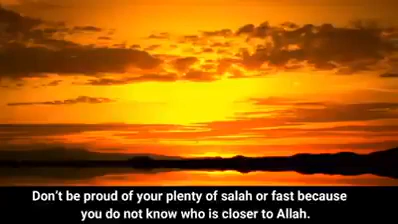 Don't be proud of your plenty of salah or fast because
you do not know who is closer to Allah.